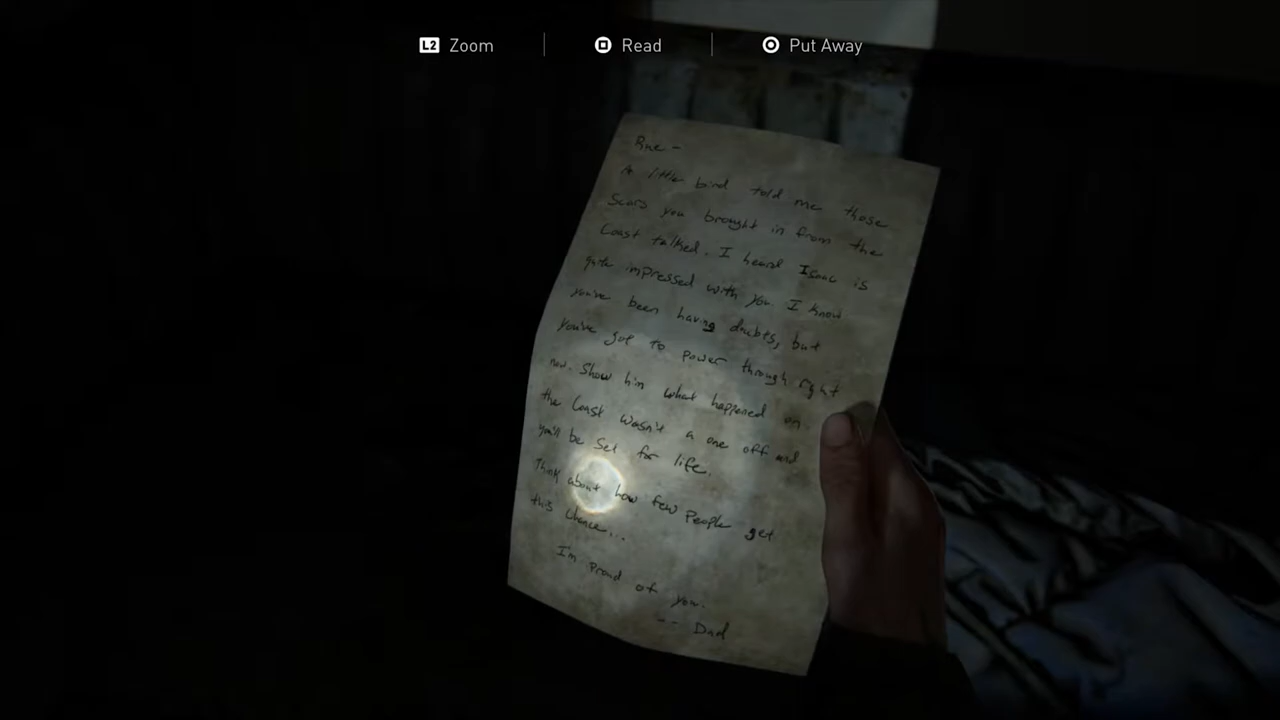 L2 Zoom
Read
Put Away
Rae -
A little bird told me those
Scars you brought in from the
Coast talked. I heard Isaac is
quite impressed with you. I know
you've been having doubts, but
you've got to power through right
now. Show him what happened on
the Coast wasn't a one off and
you'll be set for life.
Think about how few people get
this chance...
I'm proud of you.
-- Dad